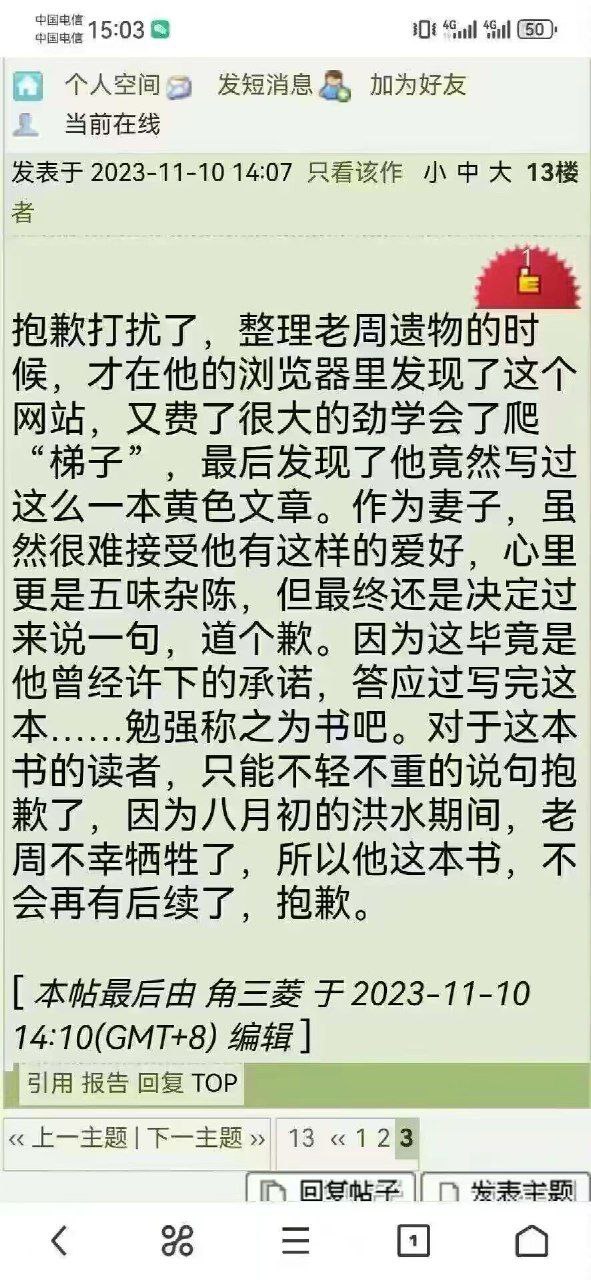 中国电信
中国电信 15:03 4G 4G 50
个人空间 发短消息 加为好友
当前在线
发表于 2023-11-10 14:07 只看该作 小 中 大 13楼
者
1
抱歉打扰了，整理老周遗物的时
候，才在他的浏览器里发现了这个
网站，又费了很大的劲学会了爬
“梯子”，最后发现了他竟然写过
这么一本黄色文章。作为妻子，虽
然很难接受他有这样的爱好，心里
更是五味杂陈，但最终还是决定过
来说一句，道个歉。因为这毕竟是
他曾经许下的承诺，答应过写完这
本……勉强称之为书吧。对于这本
书的读者，只能不轻不重的说句抱
歉了，因为八月初的洪水期间，老
周不幸牺牲了，所以他这本书，不
会再有后续了，抱歉。
[ 本帖最后由 角三菱 于 2023-11-10
14:10(GMT+8) 编辑 ]
引用 报告 回复 TOP
‹‹ 上一主题 | 下一主题 ›› 13 ‹‹ 1 2 3
回复帖子 发表主题
1